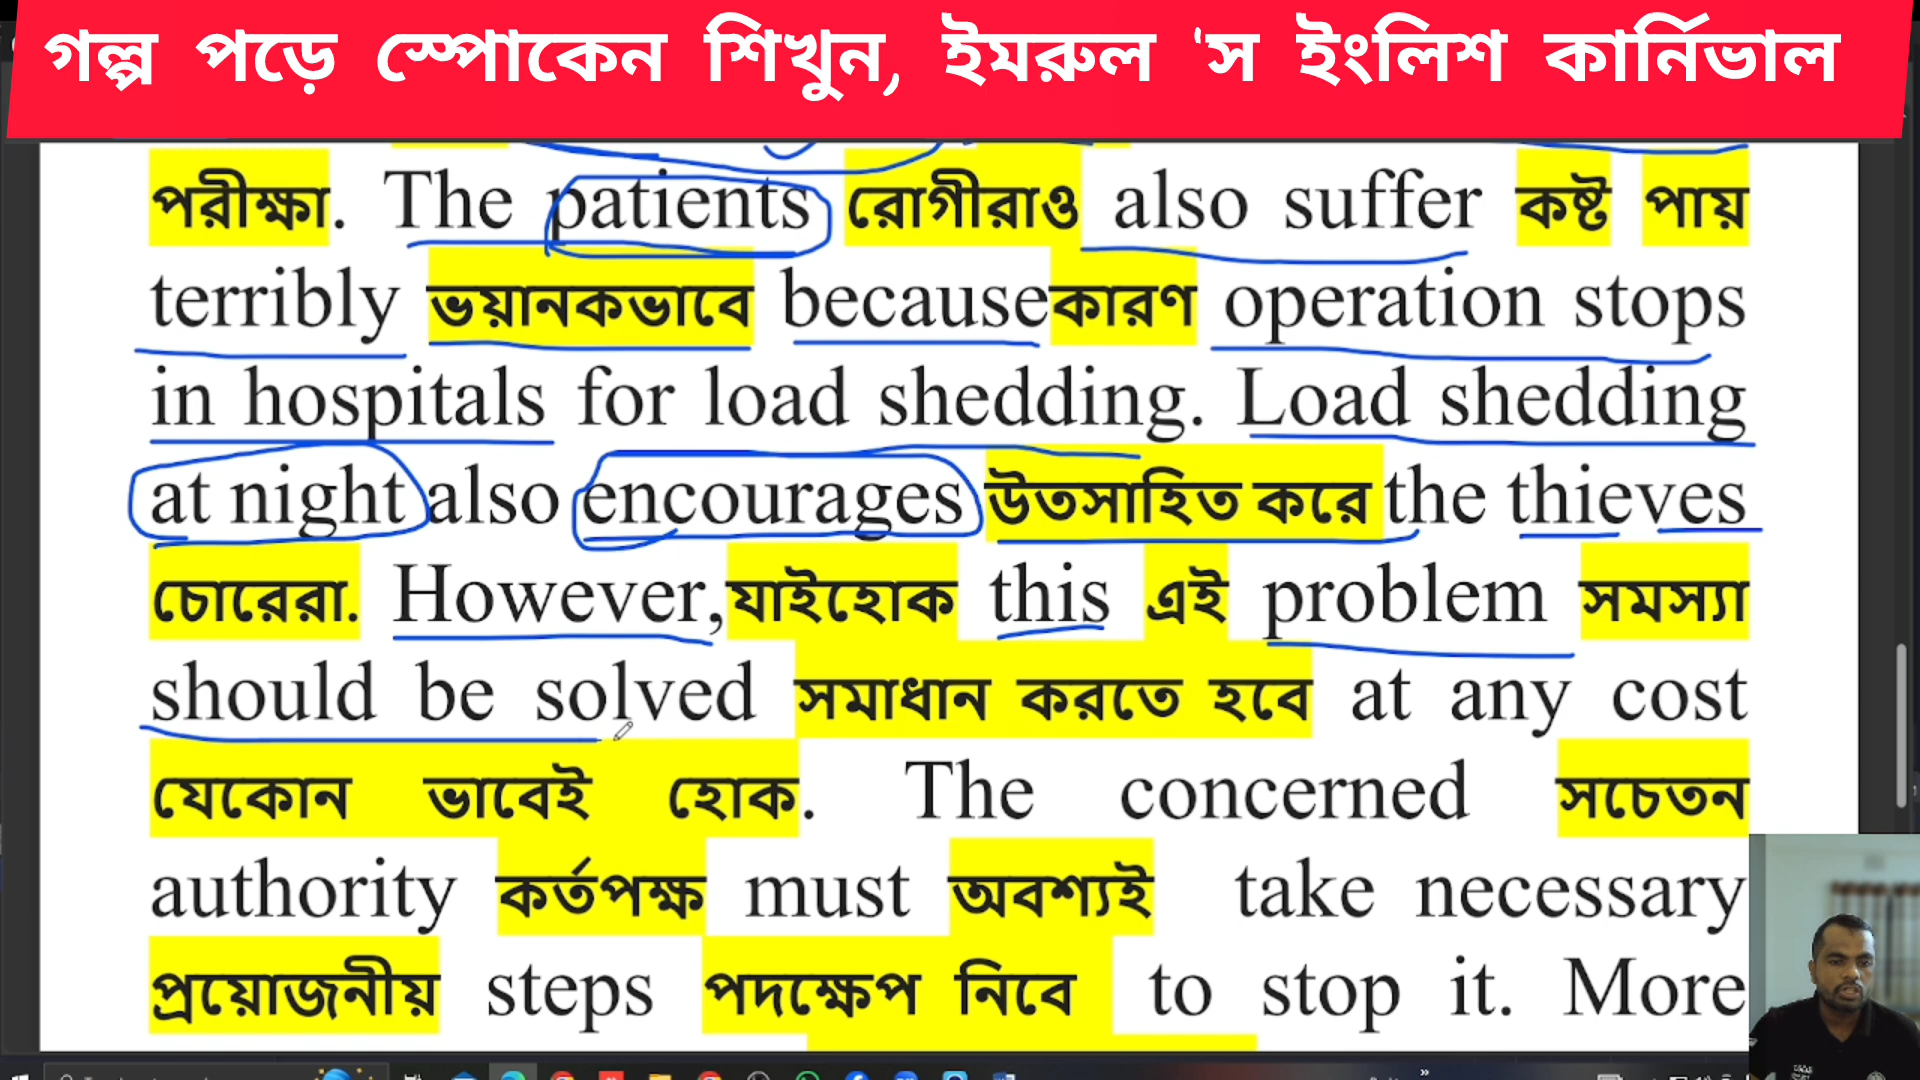 গল্প পড়ে স্পোকেন শিখুন, ইমরুল 'স ইংলিশ কার্নিভাল
পরীক্ষা. The patients রোগীরাও also suffer কষ্ট পায়
terribly ভয়ানকভাবে because কারণ operation stops
in hospitals for load shedding. Load shedding
at night also encourages উতসাহিত করে the thieves
চোরেরা. However, যাইহোক this এই problem সমস্যা
should be solved সমাধান করতে হবে at any cost
যেকোন ভাবেই হোক. The concerned সচেতন
authority কর্তপক্ষ must অবশ্যই take necessary
প্রয়োজনীয় steps পদক্ষেপ নিবে to stop it. More